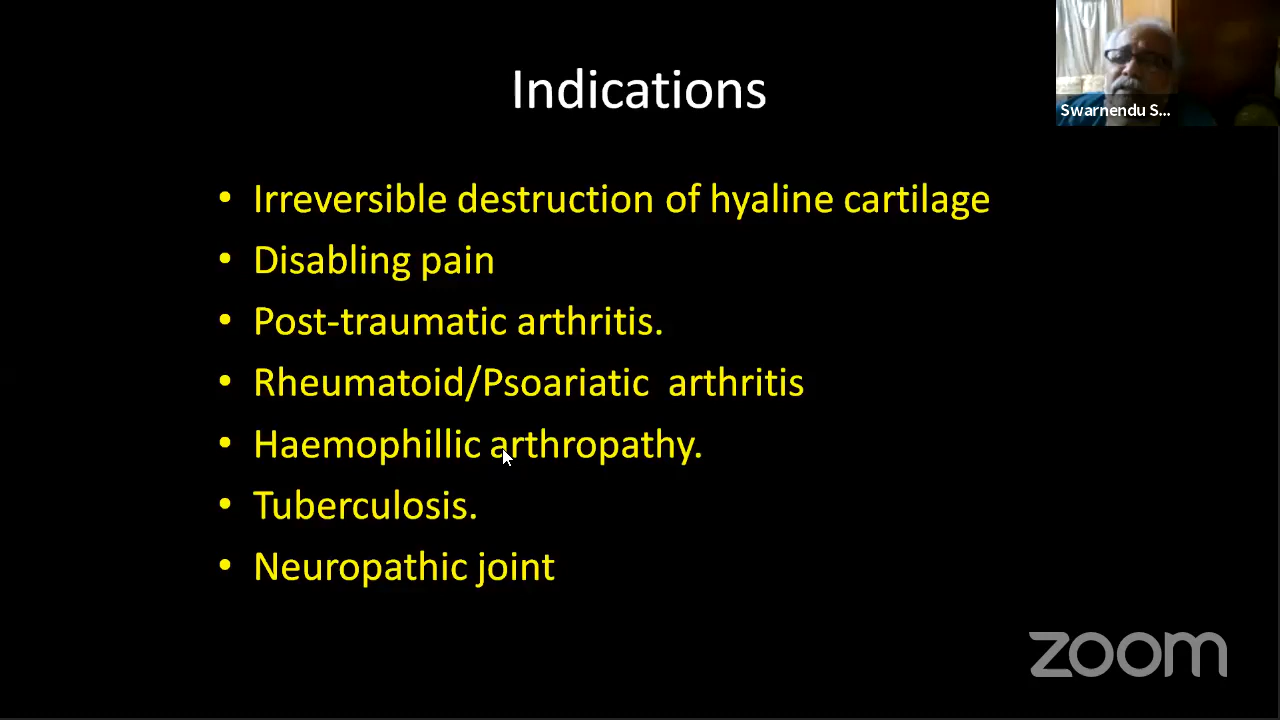 Indications
Swarnendu S...
• Irreversible destruction of hyaline cartilage
• Disabling pain
• Post-traumatic arthritis.
• Rheumatoid/Psoariatic arthritis
• Haemophillic arthropathy.
• Tuberculosis.
• Neuropathic joint
zoom